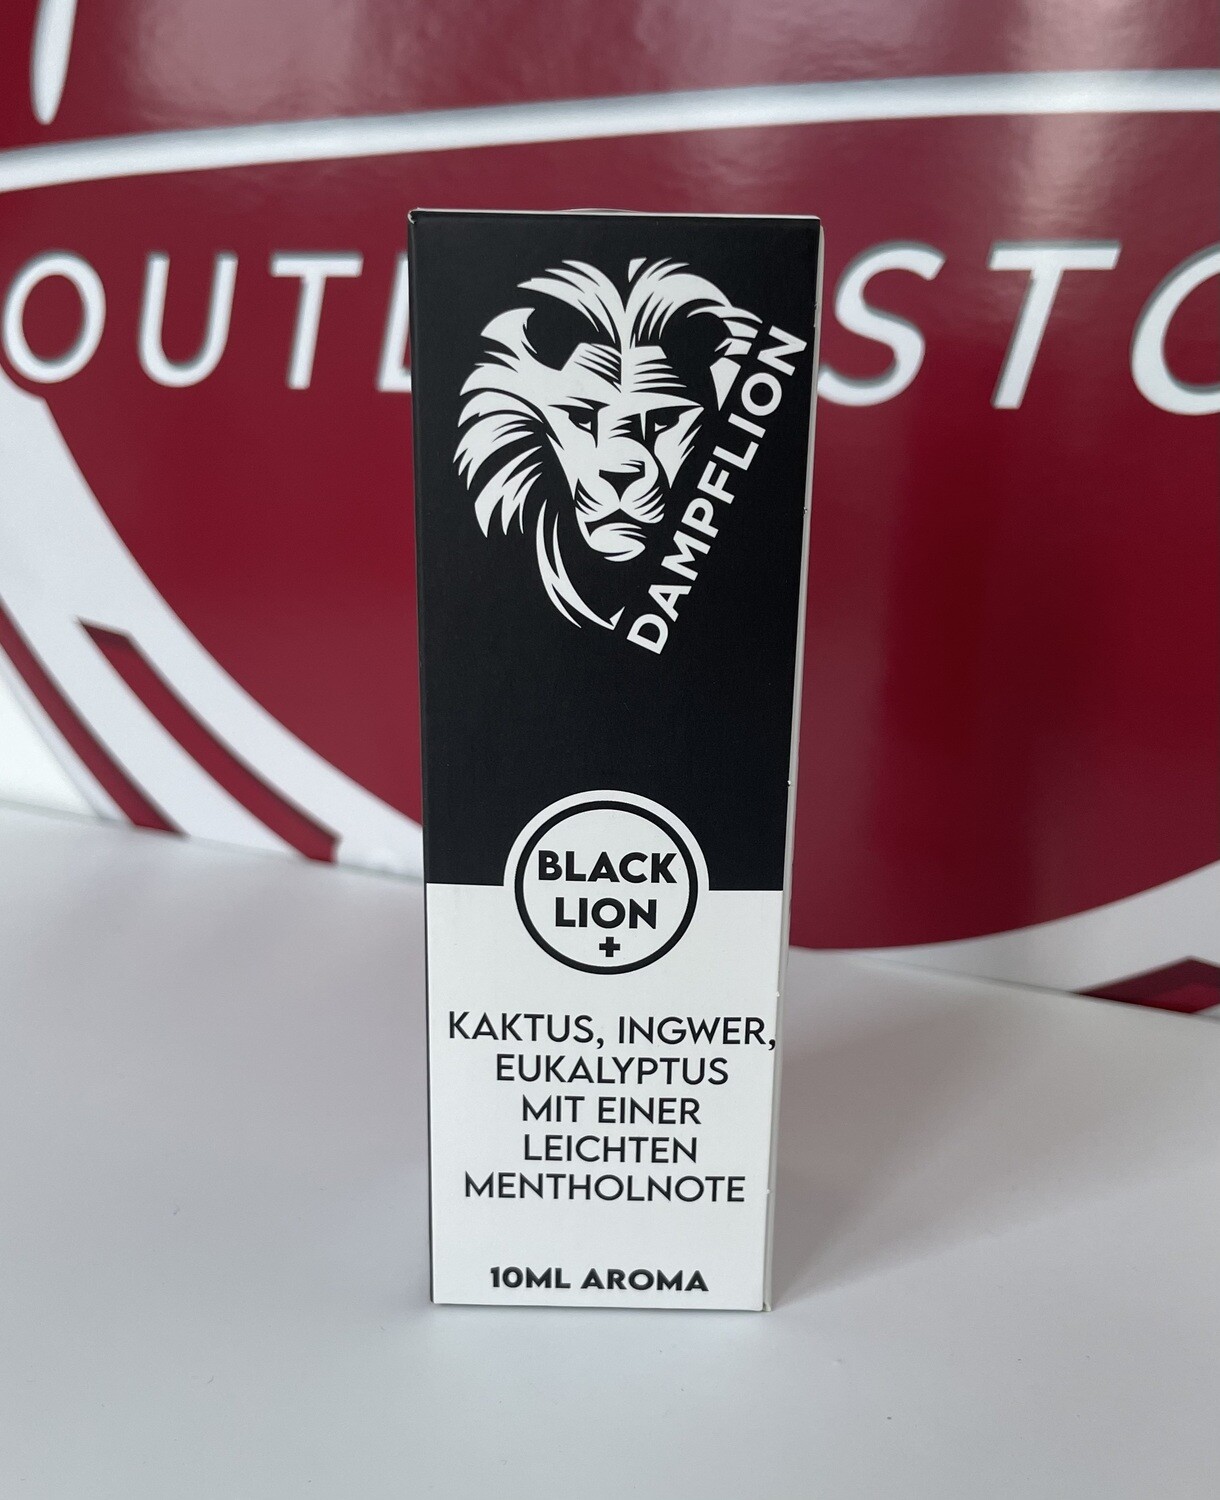 DAMPFLION
BLACK
LION
+
KAKTUS, INGWER,
EUKALYPTUS
MIT EINER
LEICHTEN
MENTHOLNOTE
10ML AROMA